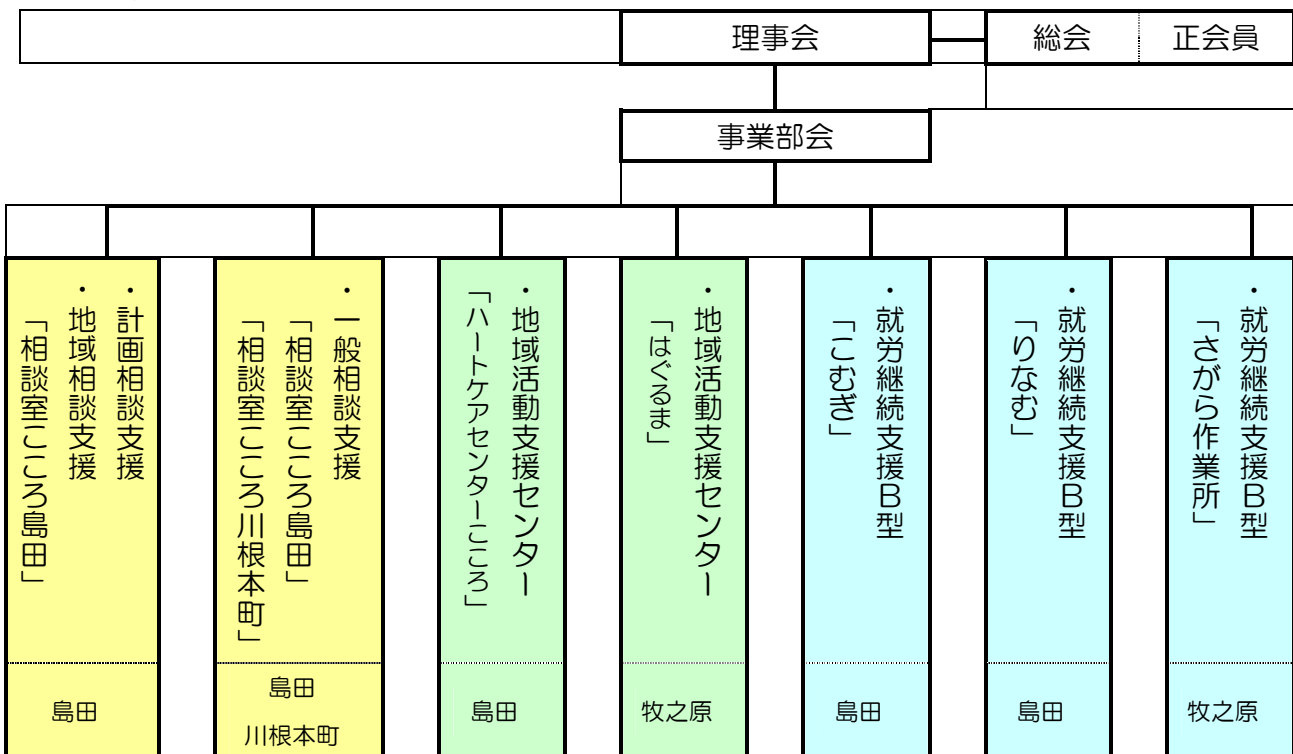 理事会
総会
正会員
事業部会
・計画相談支援
・地域相談支援
「相談室こころ島田」
島田
・一般相談支援
「相談室こころ島田」
「相談室こころ川根本町」
島田
川根本町
・地域活動支援センター
「ハートケアセンターこころ」
島田
・地域活動支援センター
「はぐるま」
牧之原
・就労継続支援B型
「こむぎ」
島田
・就労継続支援B型
「りなむ」
島田
・就労継続支援B型
「さがら作業所」
牧之原